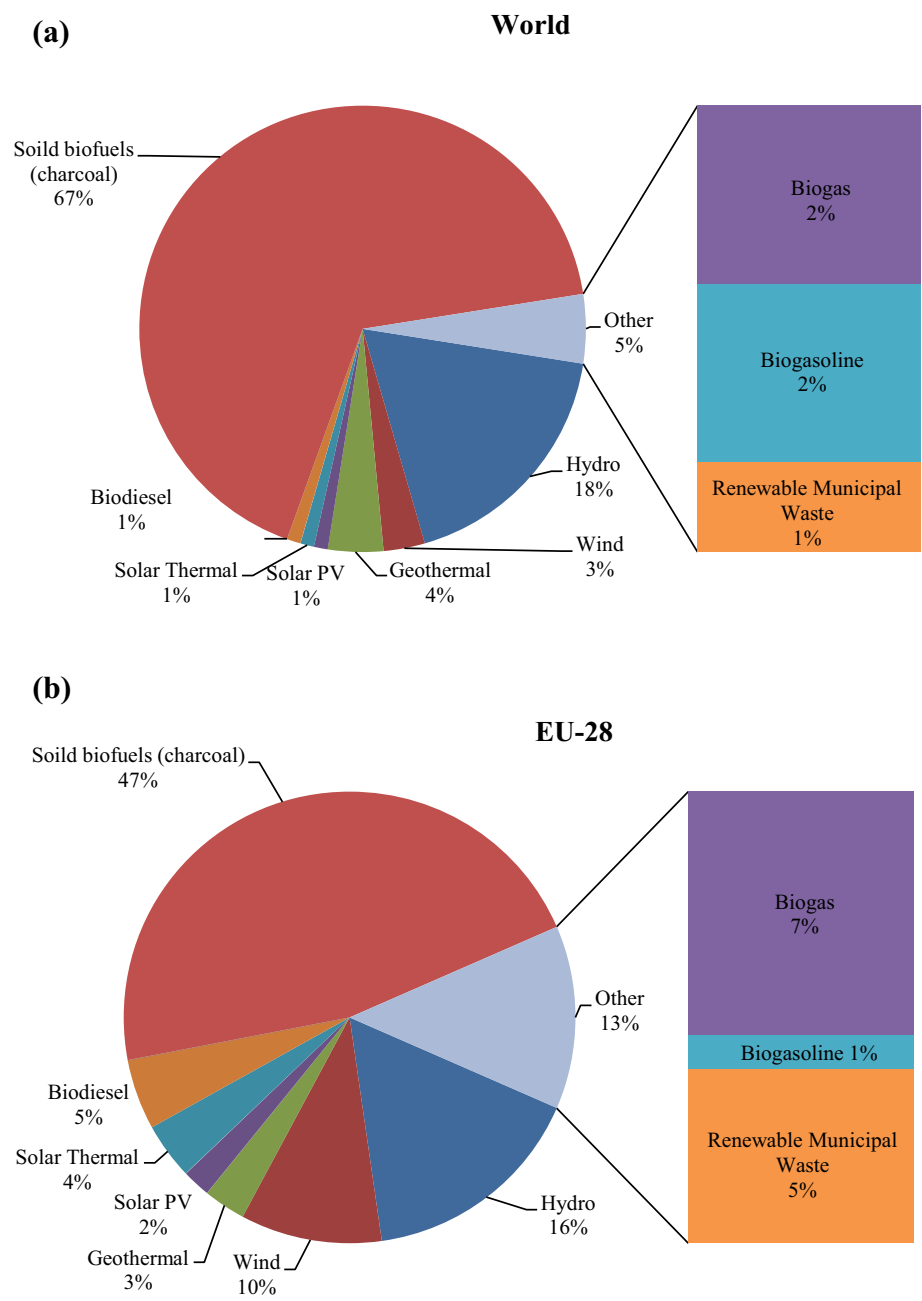 (a)
World
Soild biofuels
(charcoal)
67%
Biogas
2%
Other
5%
Biogasoline
2%
Hydro
18%
Renewable Municipal
Waste
1%
Biodiesel
1%
Wind
3%
Solar Thermal
1%
Solar PV
1%
Geothermal
4%
(b)
EU-28
Soild biofuels (charcoal)
47%
Biogas
7%
Other
13%
Biogasoline 1%
Biodiesel
5%
Renewable Municipal
Waste
5%
Solar Thermal
4%
Solar PV
2%
Hydro
16%
Geothermal
3%
Wind
10%